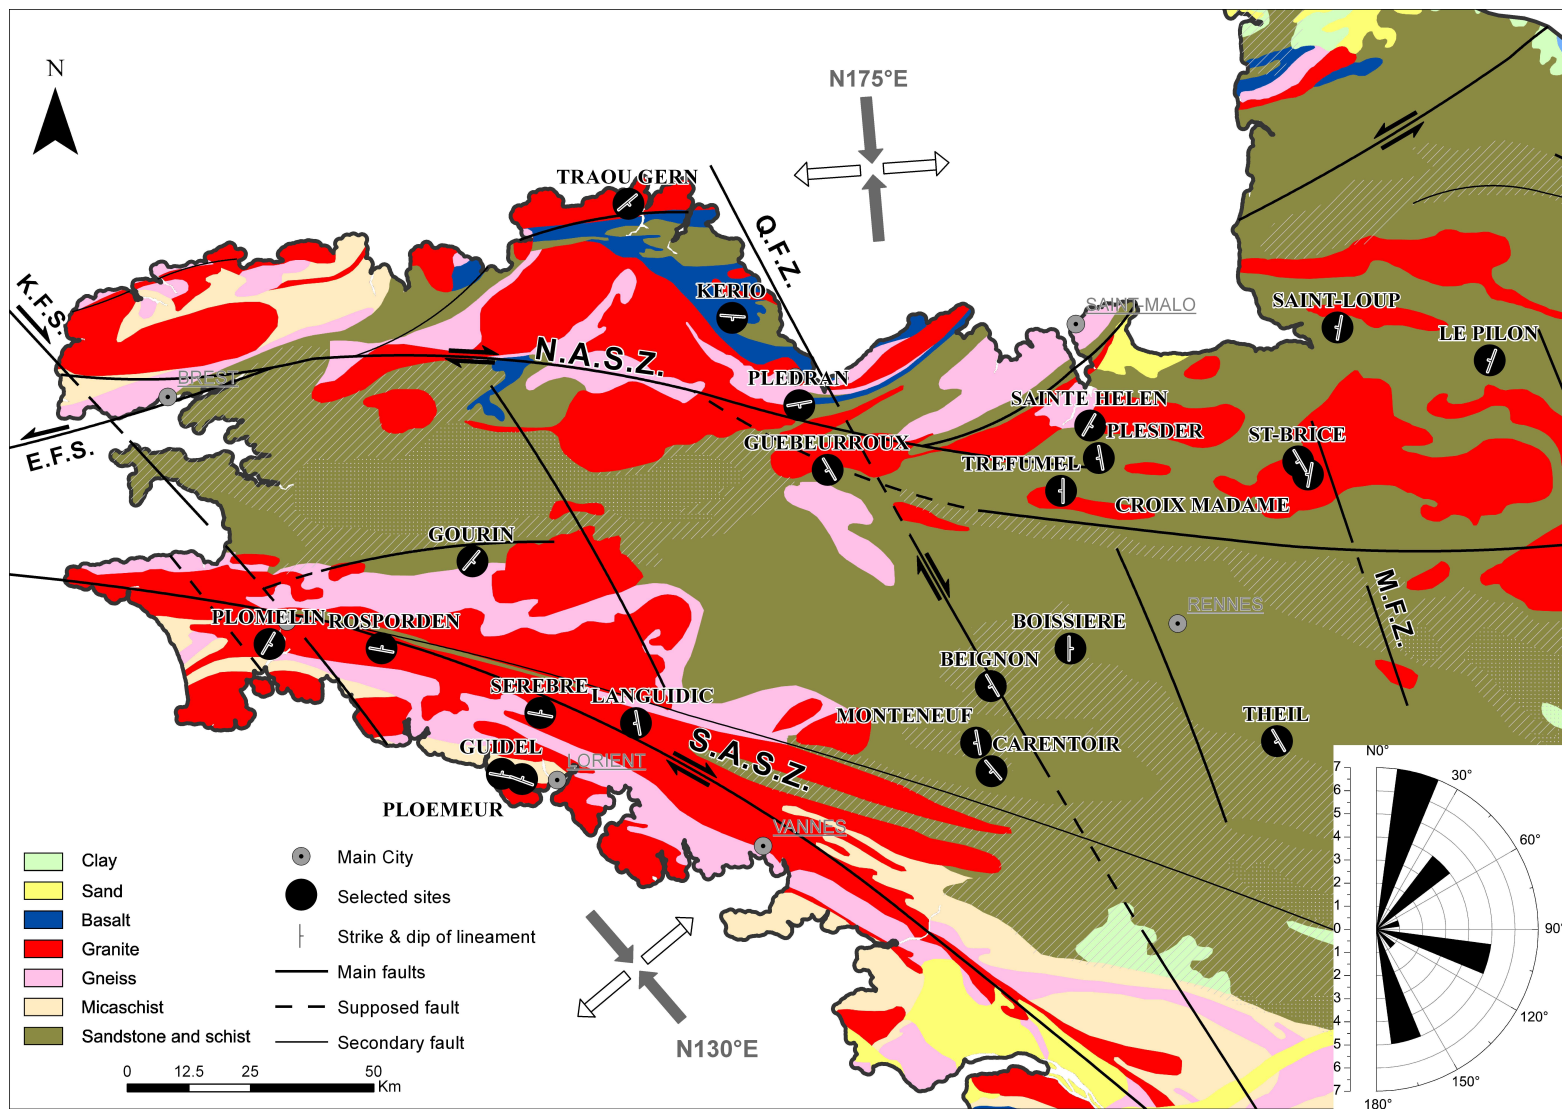 N
N175°E
TRAOU GERN
Q.F.Z.
K.F.S.
KERIO
SAINT-MALO
SAINT-LOUP
LE PILON
N.A.S.Z.
BREST
PLEDRAN
SAINTE HELEN
PLESDER
ST-BRICE
E.F.S.
GUEBEURROUX
TREFUMEL
CROIX MADAME
GOURIN
M.F.Z.
RENNES
PLOMELIN
ROSPORDEN
BOISSIERE
BEIGNON
SEREBRE
LANGUIDIC
MONTENEUF
THEIL
S.A.S.Z.
CARENTOIR
GUIDEL
LORIENT
PLOEMEUR
VANNES
Clay
Sand
Basalt
Granite
Gneiss
Micaschist
Sandstone and schist
Main City
Selected sites
Strike & dip of lineament
Main faults
Supposed fault
Secondary fault
0 12.5 25 50
Km
N130°E
N0°
30°
60°
90°
120°
150°
180°
7
6
5
4
3
2
1
0
1
2
3
4
5
6
7